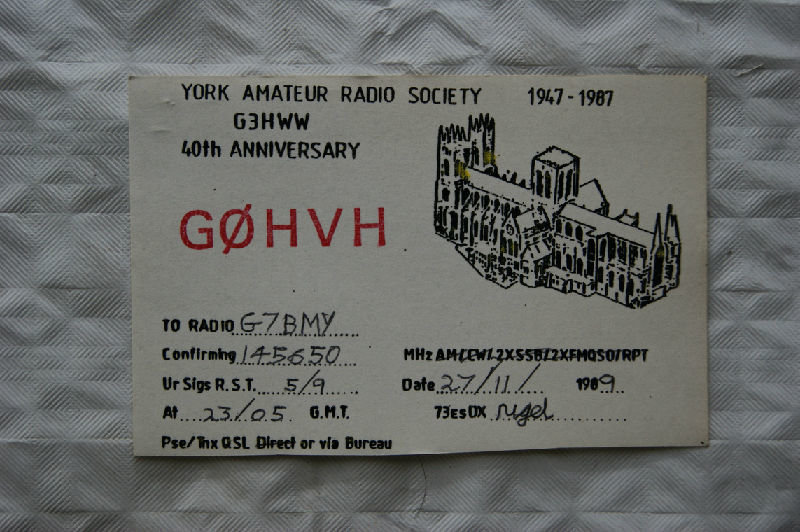 YORK AMATEUR RADIO SOCIETY 1947-1987
G3HWW
40th ANNIVERSARY
GØHVH
TO RADIO G7BMY
Confirming 145650 MHz AM/CW/2XSSB/2XFMQSO/RPT
Ur Sigs R.S.T. 5/9 Date 27/11/ 1989
At 23/05 G.M.T. 73EsDX nigel
Pse/Tnx QSL Direct or via Bureau